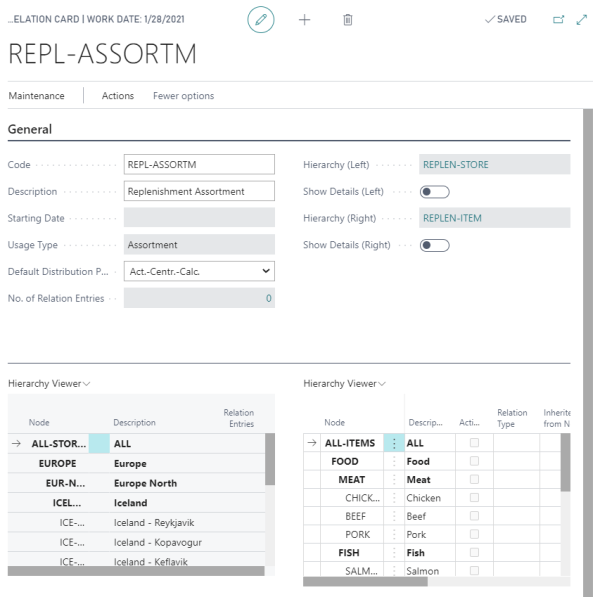 ...ELATION CARD | WORK DATE: 1/28/2021
SAVED
REPL-ASSORTM
Maintenance Actions Fewer options
General
Code REPL-ASSORTM
Description Replenishment Assortment
Starting Date
Usage Type Assortment
Default Distribution P... Act.-Centr.-Calc.
No. of Relation Entries 0
Hierarchy (Left) REPLEN-STORE
Show Details (Left)
Hierarchy (Right) REPLEN-ITEM
Show Details (Right)
Hierarchy Viewer
Node Description Relation Entries
ALL-STOR... ALL
EUROPE Europe
EUR-N... Europe North
ICEL... Iceland
ICE-... Iceland - Reykjavik
ICE-... Iceland - Kopavogur
ICE-... Iceland - Keflavik
Hierarchy Viewer
Node Descrip... Acti... Relation Type Inherite from N
ALL-ITEMS ALL
FOOD Food
MEAT Meat
CHICK... Chicken
BEEF Beef
PORK Pork
FISH Fish
SALM... Salmon